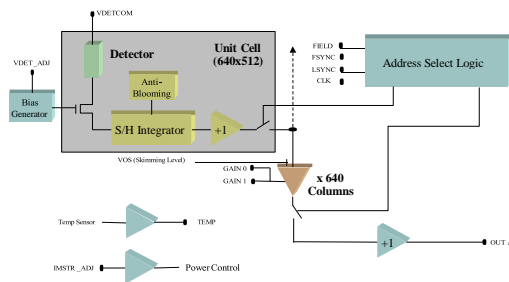 VDETCOM
Detector
Unit Cell
(640x512)
VDET_ADJ
Anti-
Blooming
Bias
Generator
S/H Integrator
+1
FIELD
FSYNC
LSYNC
CLK
Address Select Logic
VOS (Skimming Level)
GAIN 0
GAIN 1
x 640
Columns
Temp Sensor
TEMP
+1
OUT
IMSTR_ADJ
Power Control